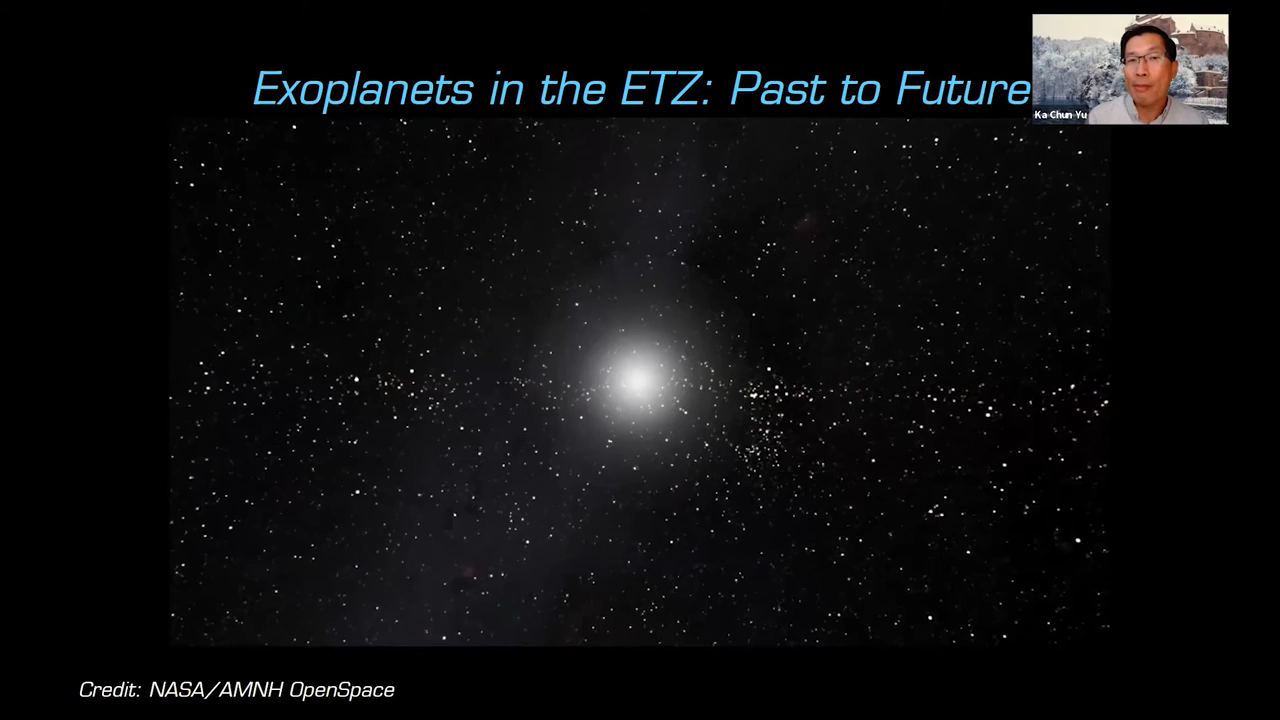 Exoplanets in the ETZ: Past to Future
Ka Chun Yu
Credit: NASA/AMNH OpenSpace